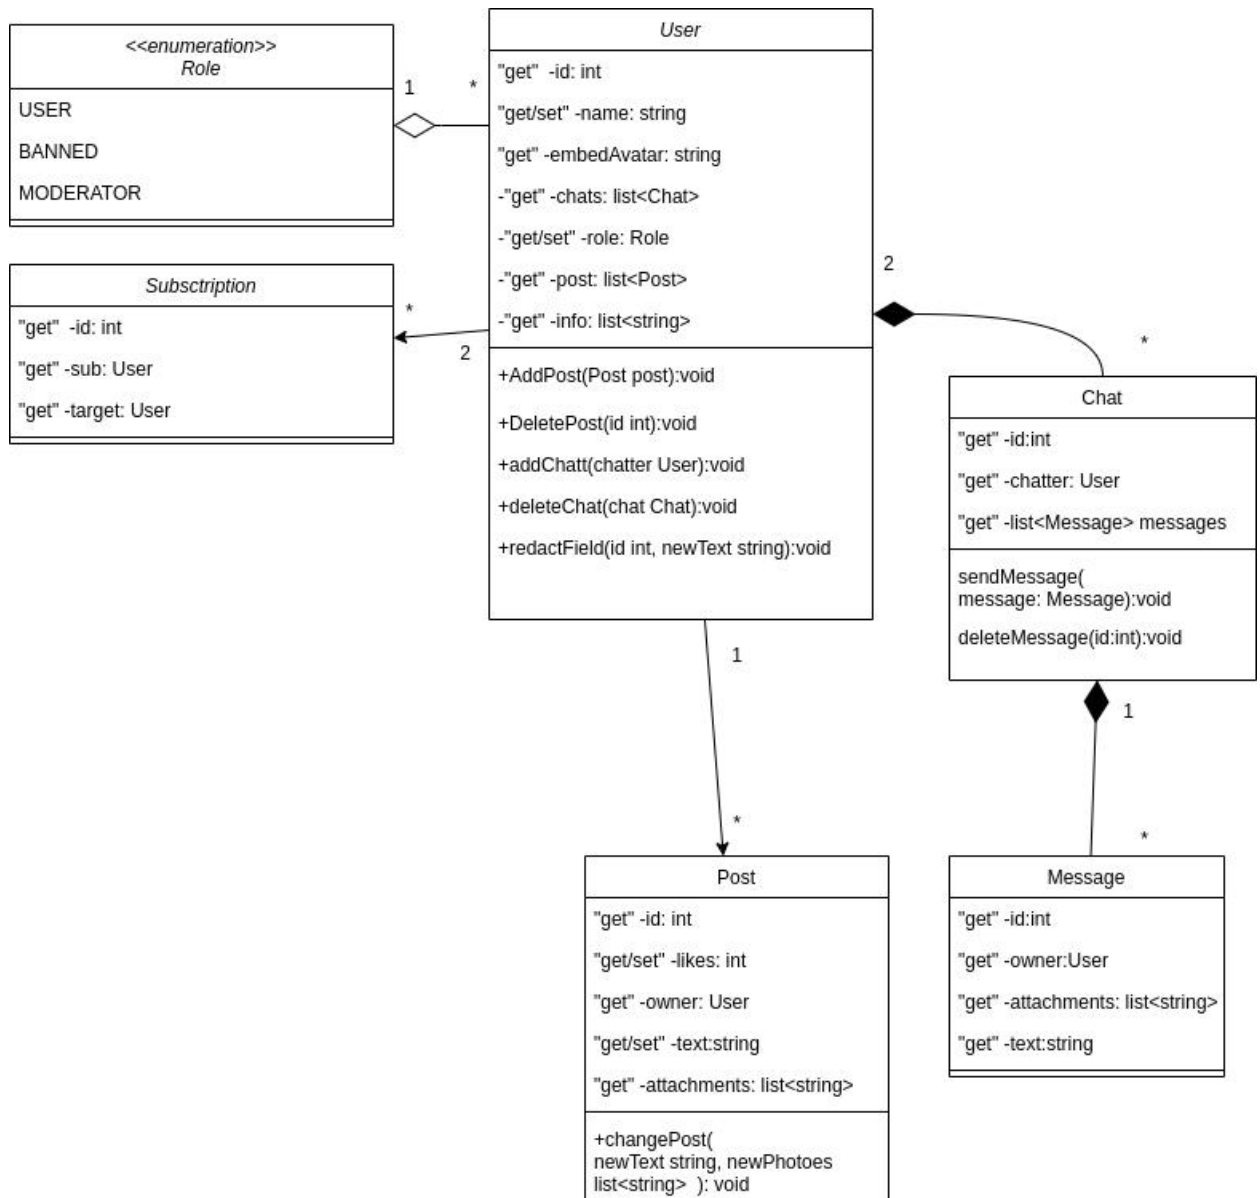 <<enumeration>>
Role
USER
BANNED
MODERATOR
1
*
User
"get"  -id: int
"get/set" -name: string
"get" -embedAvatar: string
-"get" -chats: list<Chat>
-"get/set" -role: Role
-"get" -post: list<Post>
-"get" -info: list<string>
+AddPost(Post post):void
+DeletePost(id int):void
+addChatt(chatter User):void
+deleteChat(chat Chat):void
+redactField(id int, newText string):void
Subsctription
"get"  -id: int
"get" -sub: User
"get" -target: User
*
2
2
*
Chat
"get" -id:int
"get" -chatter: User
"get" -list<Message> messages
sendMessage(
message: Message):void
deleteMessage(id:int):void
1
*
1
*
Post
"get" -id: int
"get/set" -likes: int
"get" -owner: User
"get/set" -text:string
"get" -attachments: list<string>
+changePost(
newText string, newPhotoes
list<string>  ): void
Message
"get" -id:int
"get" -owner:User
"get" -attachments: list<string>
"get" -text:string